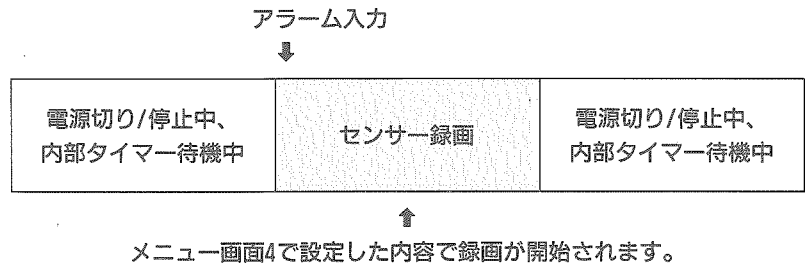 アラーム入力
電源切り/停止中、
内部タイマー待機中
センサー録画
電源切り/停止中、
内部タイマー待機中
メニュー画面4で設定した内容で録画が開始されます。